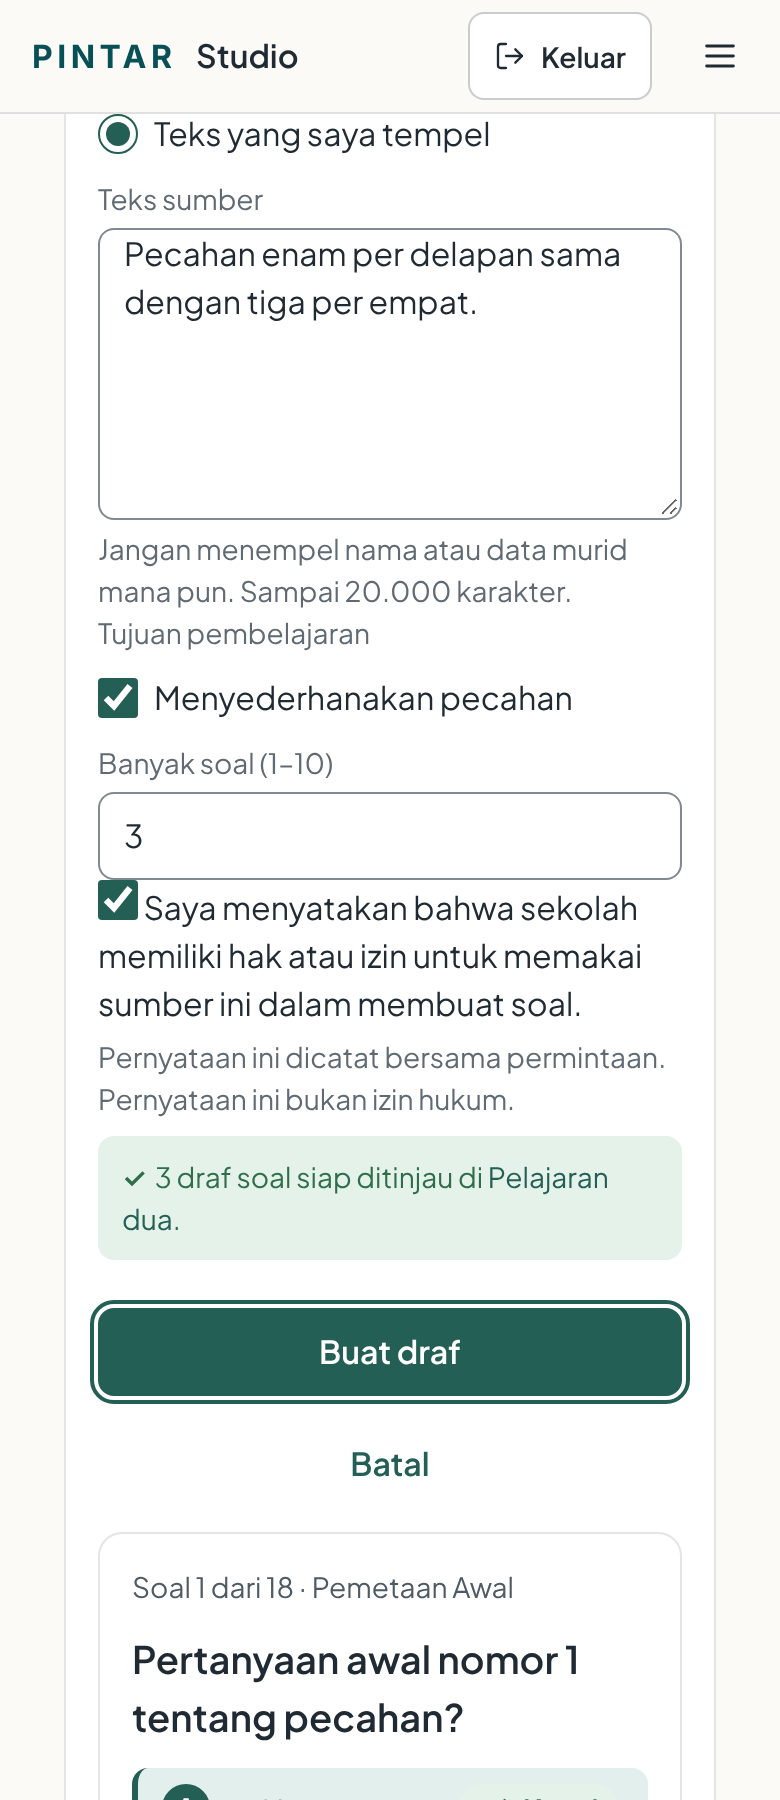 PINTAR Studio
Keluar
Teks yang saya tempel
Teks sumber
Pecahan enam per delapan sama
dengan tiga per empat.
Jangan menempel nama atau data murid
mana pun. Sampai 20.000 karakter.
Tujuan pembelajaran
Menyederhanakan pecahan
Banyak soal (1–10)
3
Saya menyatakan bahwa sekolah
memiliki hak atau izin untuk memakai
sumber ini dalam membuat soal.
Pernyataan ini dicatat bersama permintaan.
Pernyataan ini bukan izin hukum.
3 draf soal siap ditinjau di Pelajaran
dua.
Buat draf
Batal
Soal 1 dari 18 · Pemetaan Awal
Pertanyaan awal nomor 1
tentang pecahan?